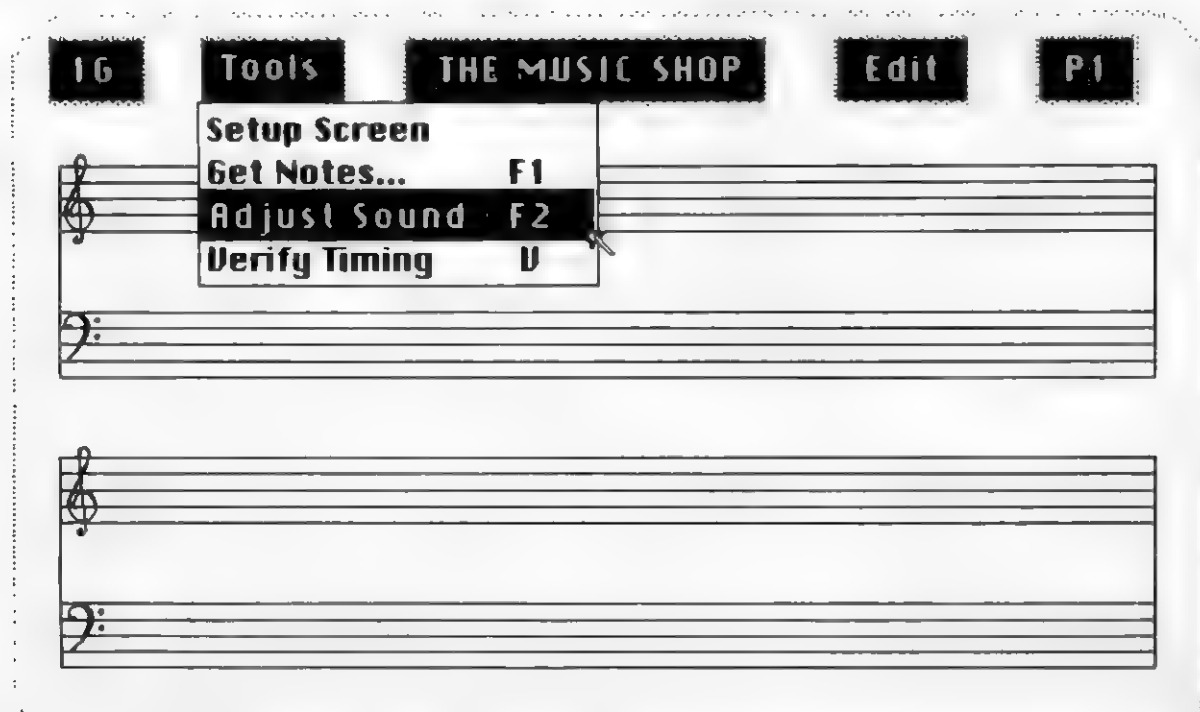 16 Tools THE MUSIC SHOP Edit P1
Setup Screen
Get Notes... F1
Adjust Sound F2
Verify Timing V